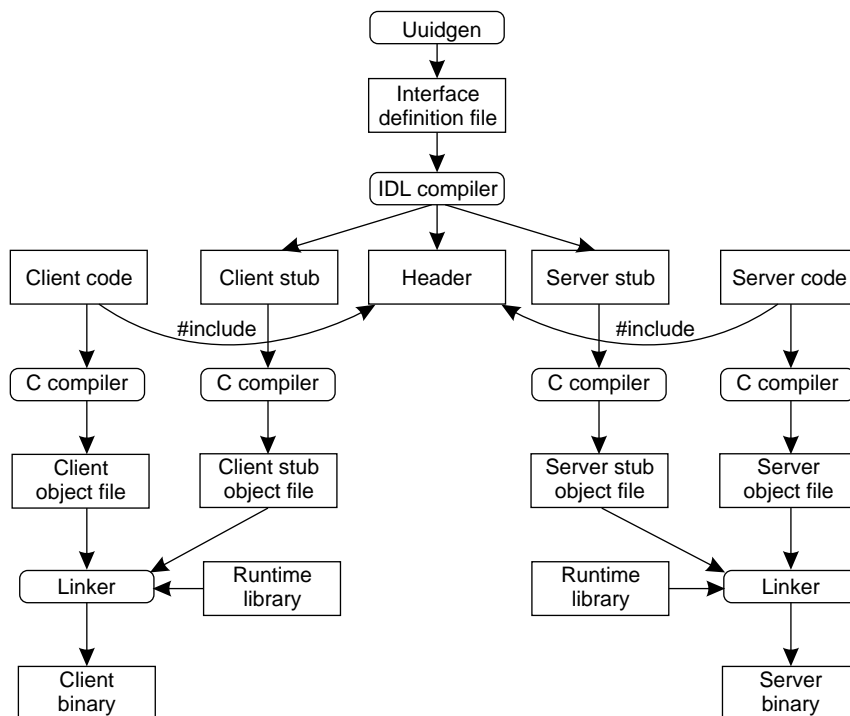 Uuidgen
Interface
definition file
IDL compiler
Client code
Client stub
Header
Server stub
Server code
#include
#include
C compiler
C compiler
C compiler
C compiler
Client
object file
Client stub
object file
Server stub
object file
Server
object file
Linker
Runtime
library
Runtime
library
Linker
Client
binary
Server
binary